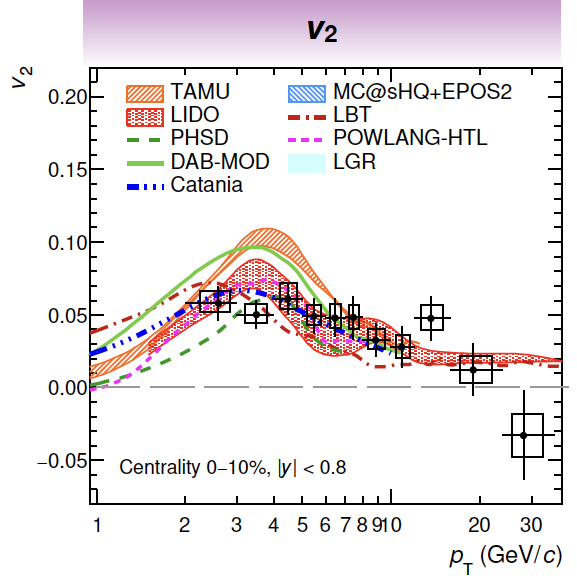 v2
v2
TAMU
MC@sHQ+EPOS2
LIDO
LBT
PHSD
POWLANG-HTL
DAB-MOD
LGR
Catania
0.20
0.15
0.10
0.05
0.00
−0.05
Centrality 0–10%, |y| < 0.8
1 2 3 4 5 6 7 8 9 10 20 30
pT (GeV/c)